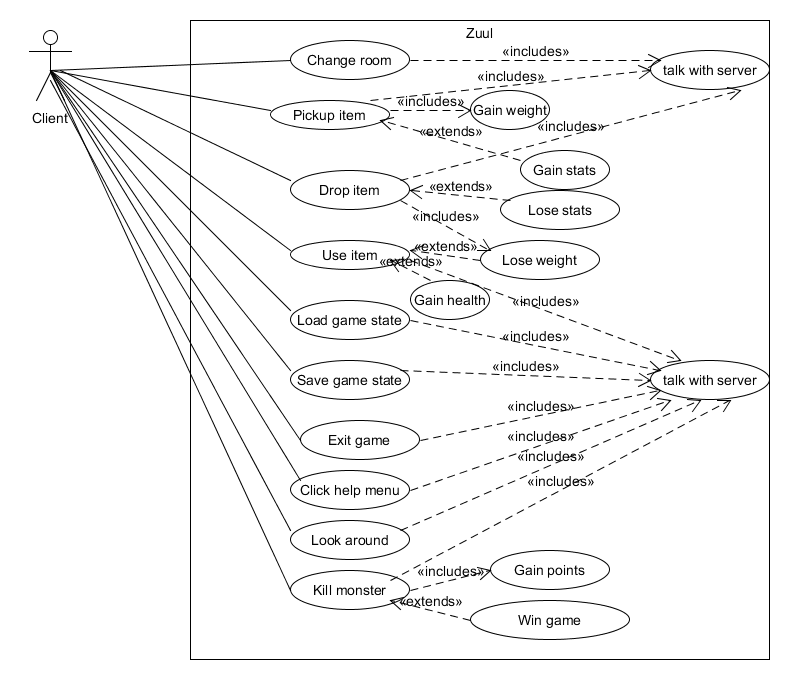 Zuul
Client
Change room
«includes»
talk with server
«includes»
Pickup item
«includes»
Gain weight
«extends»
«includes»
Gain stats
Drop item
«extends»
Lose stats
«includes»
Use item
«extends»
«extends»
Lose weight
Gain health
«includes»
Load game state
«includes»
Save game state
«includes»
talk with server
«includes»
Exit game
«includes»
«includes»
Click help menu
«includes»
Look around
Kill monster
«includes»
Gain points
«extends»
Win game